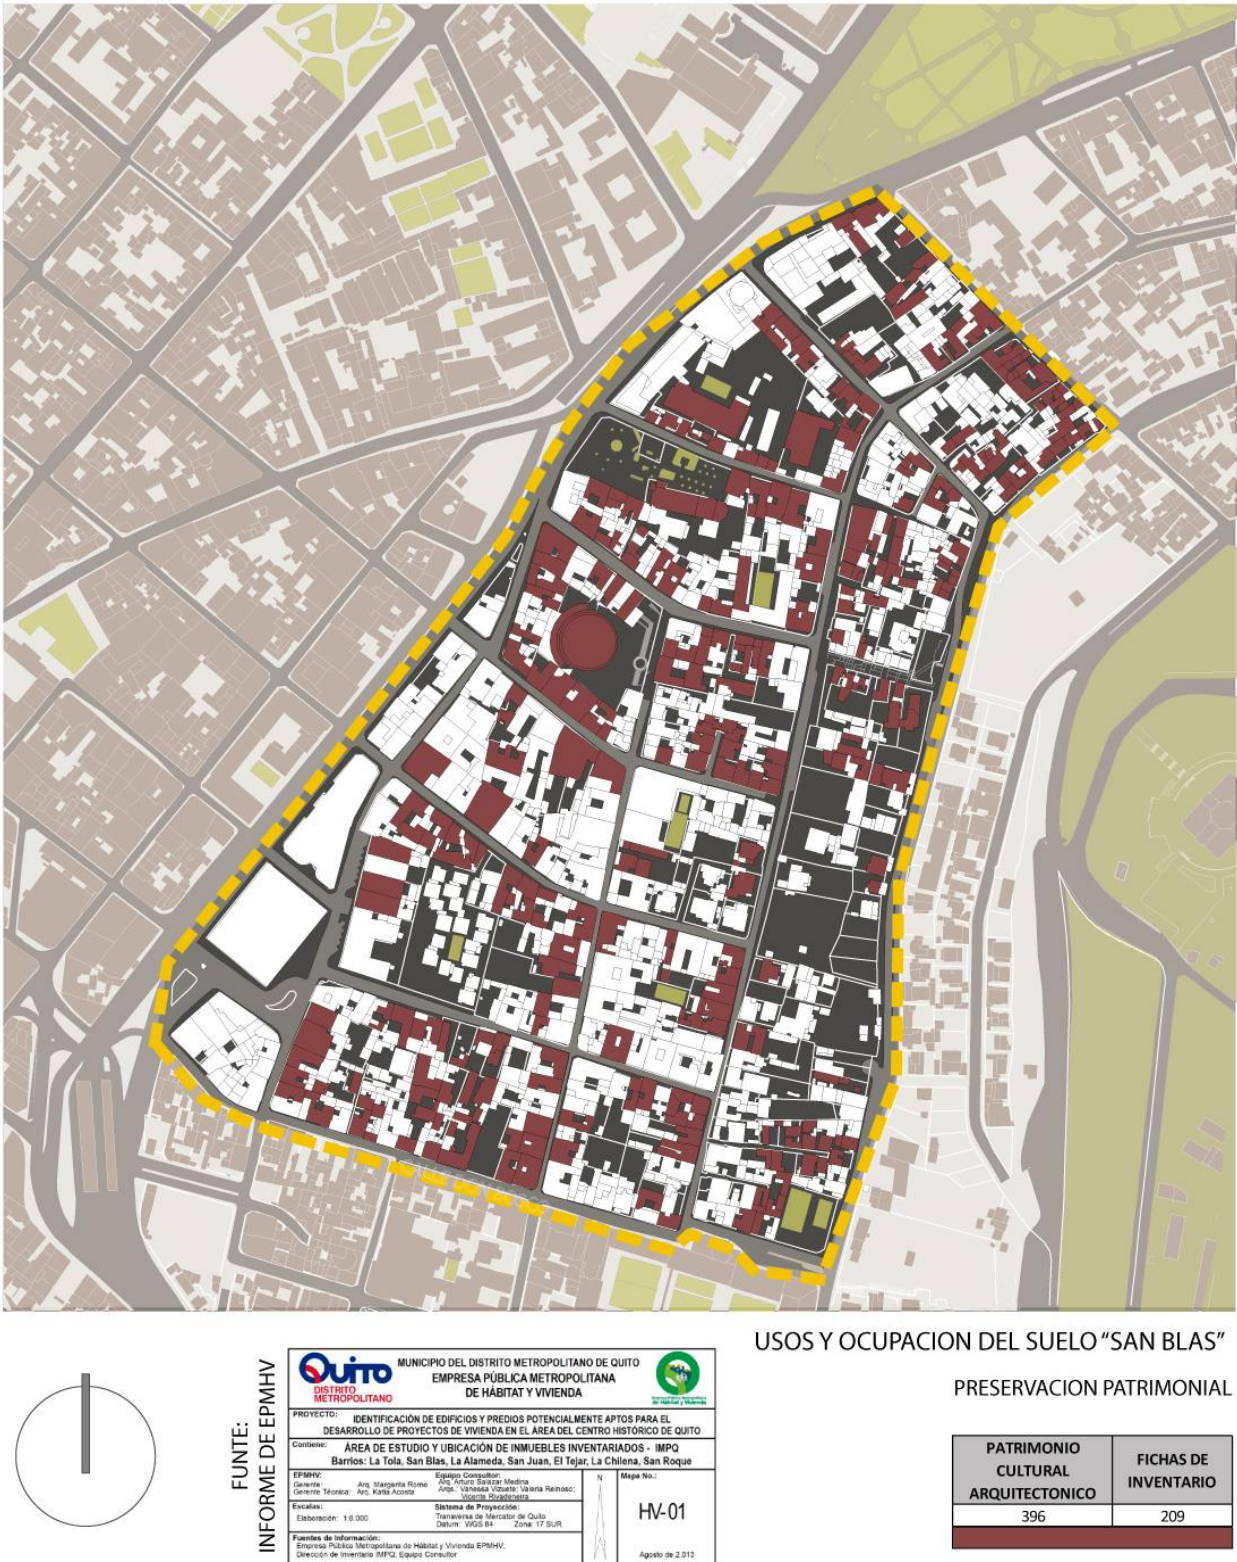 USOS Y OCUPACION DEL SUELO “SAN BLAS”
PRESERVACION PATRIMONIAL
FUNTE:
INFORME DE EPMHV
QUITO
DISTRITO
METROPOLITANO
MUNICIPIO DEL DISTRITO METROPOLITANO DE QUITO
EMPRESA PÚBLICA METROPOLITANA
DE HÁBITAT Y VIVIENDA
Empresa Pública Metropolitana
de Hábitat y Vivienda
PROYECTO: IDENTIFICACIÓN DE EDIFICIOS Y PREDIOS POTENCIALMENTE APTOS PARA EL
DESARROLLO DE PROYECTOS DE VIVIENDA EN EL ÁREA DEL CENTRO HISTÓRICO DE QUITO
Contiene: ÁREA DE ESTUDIO Y UBICACIÓN DE INMUEBLES INVENTARIADOS - IMPQ
Barrios: La Tola, San Blas, La Alameda, San Juan, El Tejar, La Chilena, San Roque
EPMHV:
Gerente: Arq. Margarita Romo
Gerente Técnica: Arq. Katia Acosta
Equipo Consultor:
Arq. Arturo Salazar Medina
Arqs.: Vanessa Vizuete; Valeria Reinoso;
Vicente Rivadeneira
Escalas:
Elaboración: 1:8.000
Sistema de Proyección:
Transversa de Mercator de Quito
Datum: WGS 84 Zona: 17 SUR
Fuentes de Información:
Empresa Pública Metropolitana de Hábitat y Vivienda EPMHV;
Dirección de Inventario IMPQ; Equipo Consultor
N
Mapa No.:
HV-01
Agosto de 2.013
PATRIMONIO CULTURAL ARQUITECTONICO
FICHAS DE INVENTARIO
396 209